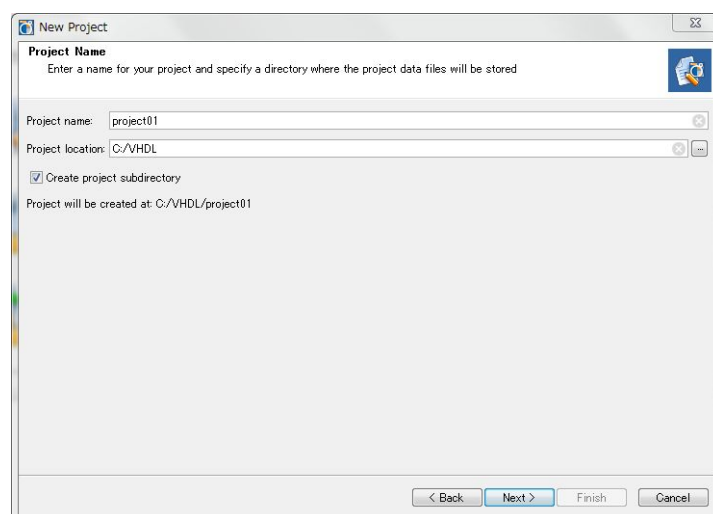 New Project
Project Name
Enter a name for your project and specify a directory where the project data files will be stored
Project name: project01
Project location: C:/VHDL ...
Create project subdirectory
Project will be created at: C:/VHDL/project01
< Back Next > Finish Cancel